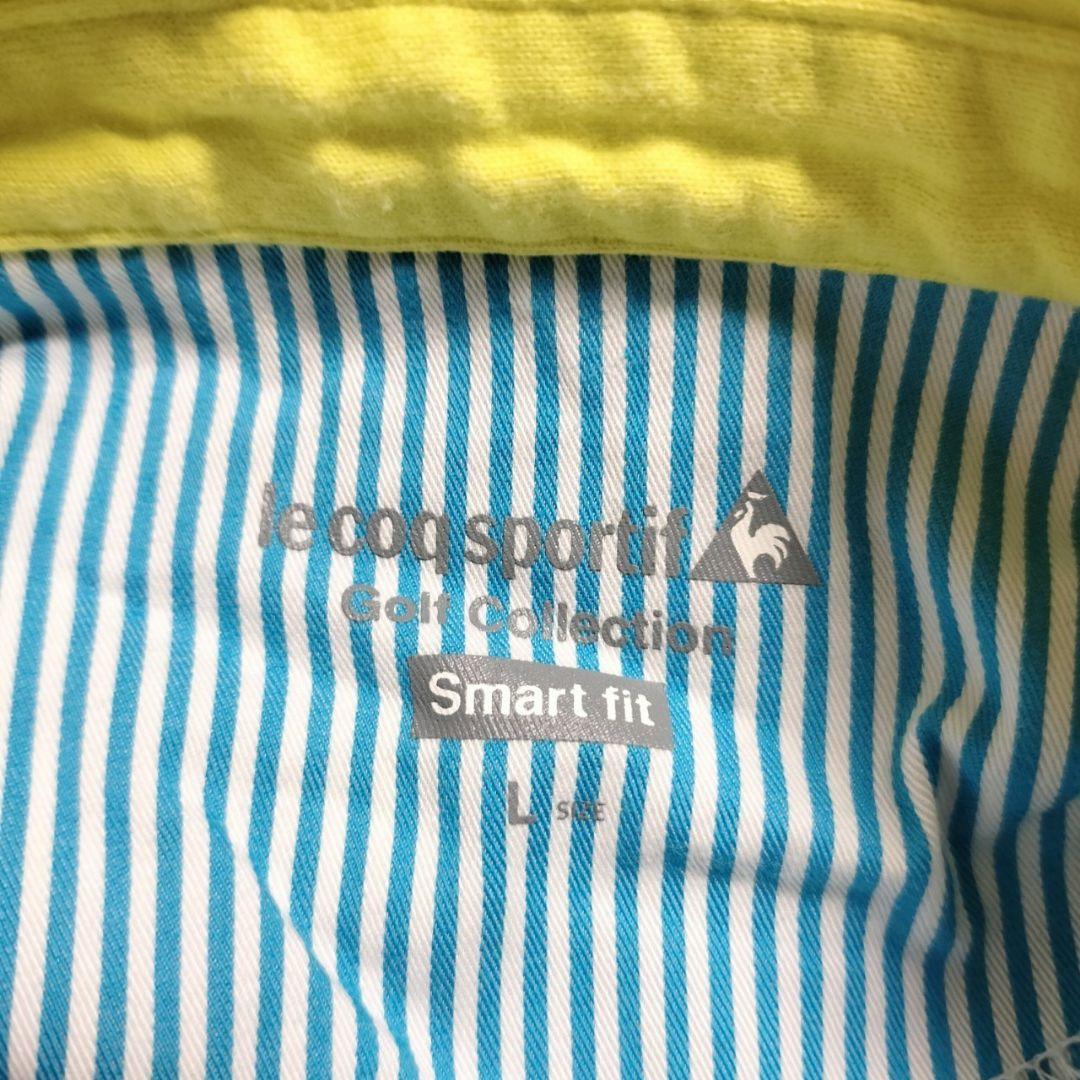 le coq sportif
Golf Collection
Smart fit
L SIZE